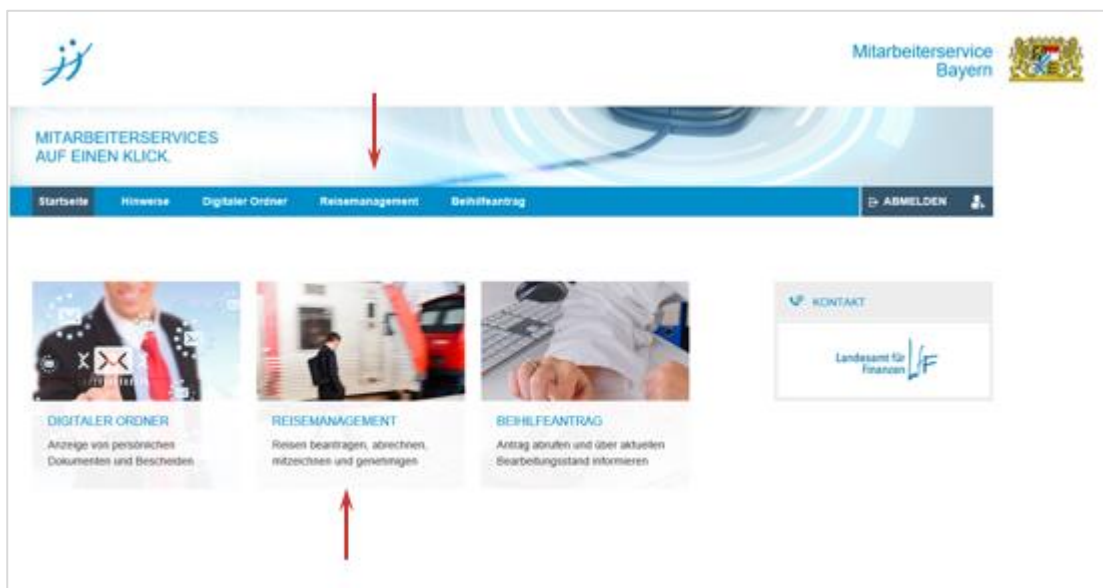 Mitarbeiterservice
Bayern
MITARBEITERSERVICES
AUF EINEN KLICK.
Startseite Hinweise Digitaler Ordner Reisemanagement Beihilfeantrag ABMELDEN
KONTAKT
Landesamt für
Finanzen
DIGITALER ORDNER
Anzeige von persönlichen
Dokumenten und Bescheiden
REISEMANAGEMENT
Reisen beantragen, abrechnen,
mitzeichnen und genehmigen
BEIHILFEANTRAG
Antrag abrufen und über aktuellen
Bearbeitungsstand informieren